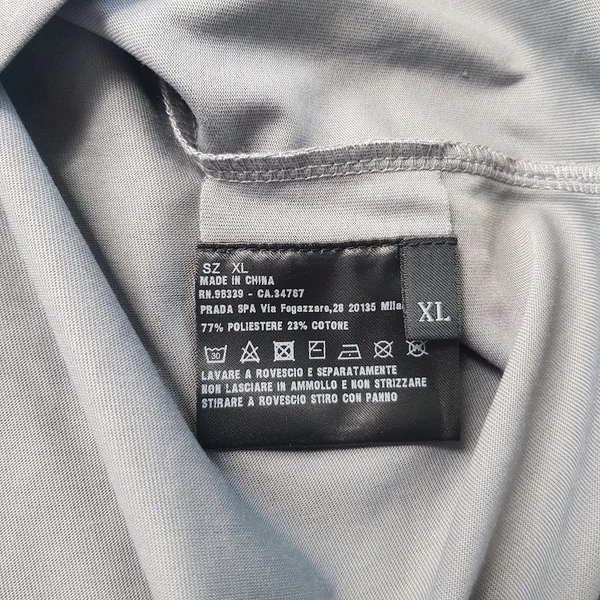 SZ XL
MADE IN CHINA
RN.98339 - CA.34767
PRADA SPA Via Fogazzaro,28 20135
77% POLIESTERE 23% COTONE
30
LAVARE A ROVESCIO E SEPARATAMENTE
NON LASCIARE IN AMMOLLO E NON STRIZZARE
STIRARE A ROVESCIO STIRO CON PANNO
XL